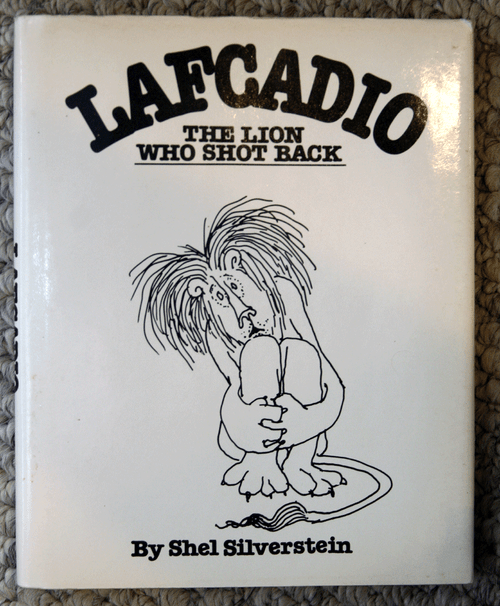 LAFCADIO
THE LION
WHO SHOT BACK
By Shel Silverstein